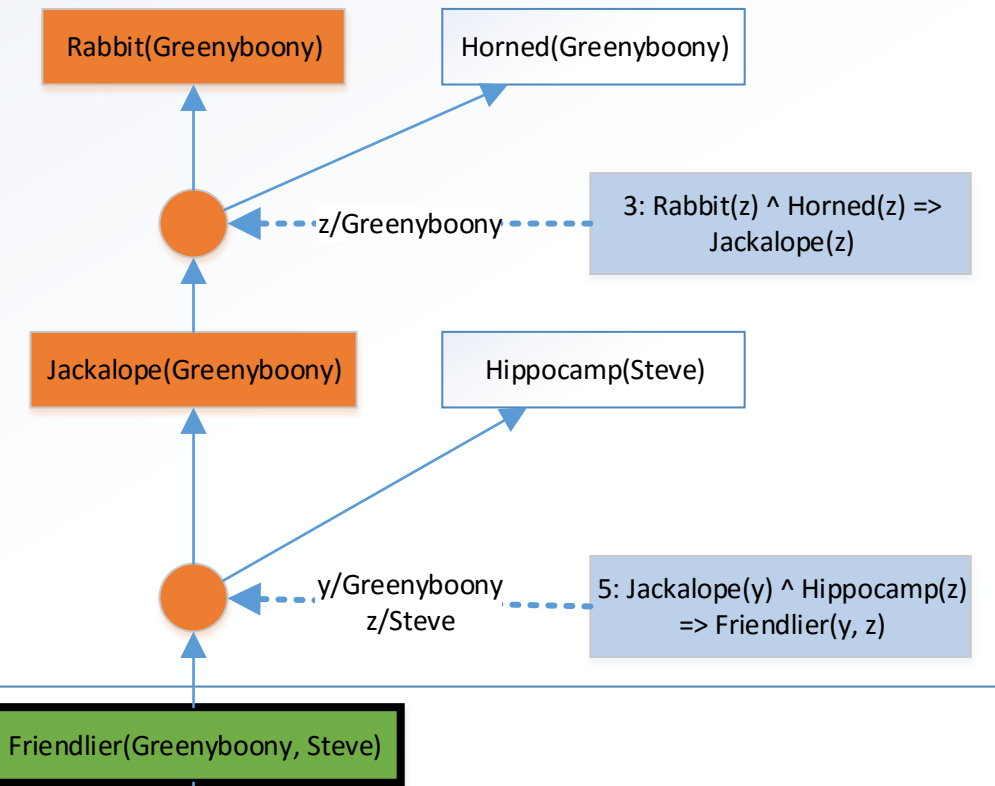 Rabbit(Greenyboony)
Horned(Greenyboony)
z/Greenyboony
3: Rabbit(z) ^ Horned(z) =>
Jackalope(z)
Jackalope(Greenyboony)
Hippocamp(Steve)
y/Greenyboony
z/Steve
5: Jackalope(y) ^ Hippocamp(z)
=> Friendlier(y, z)
Friendlier(Greenyboony, Steve)